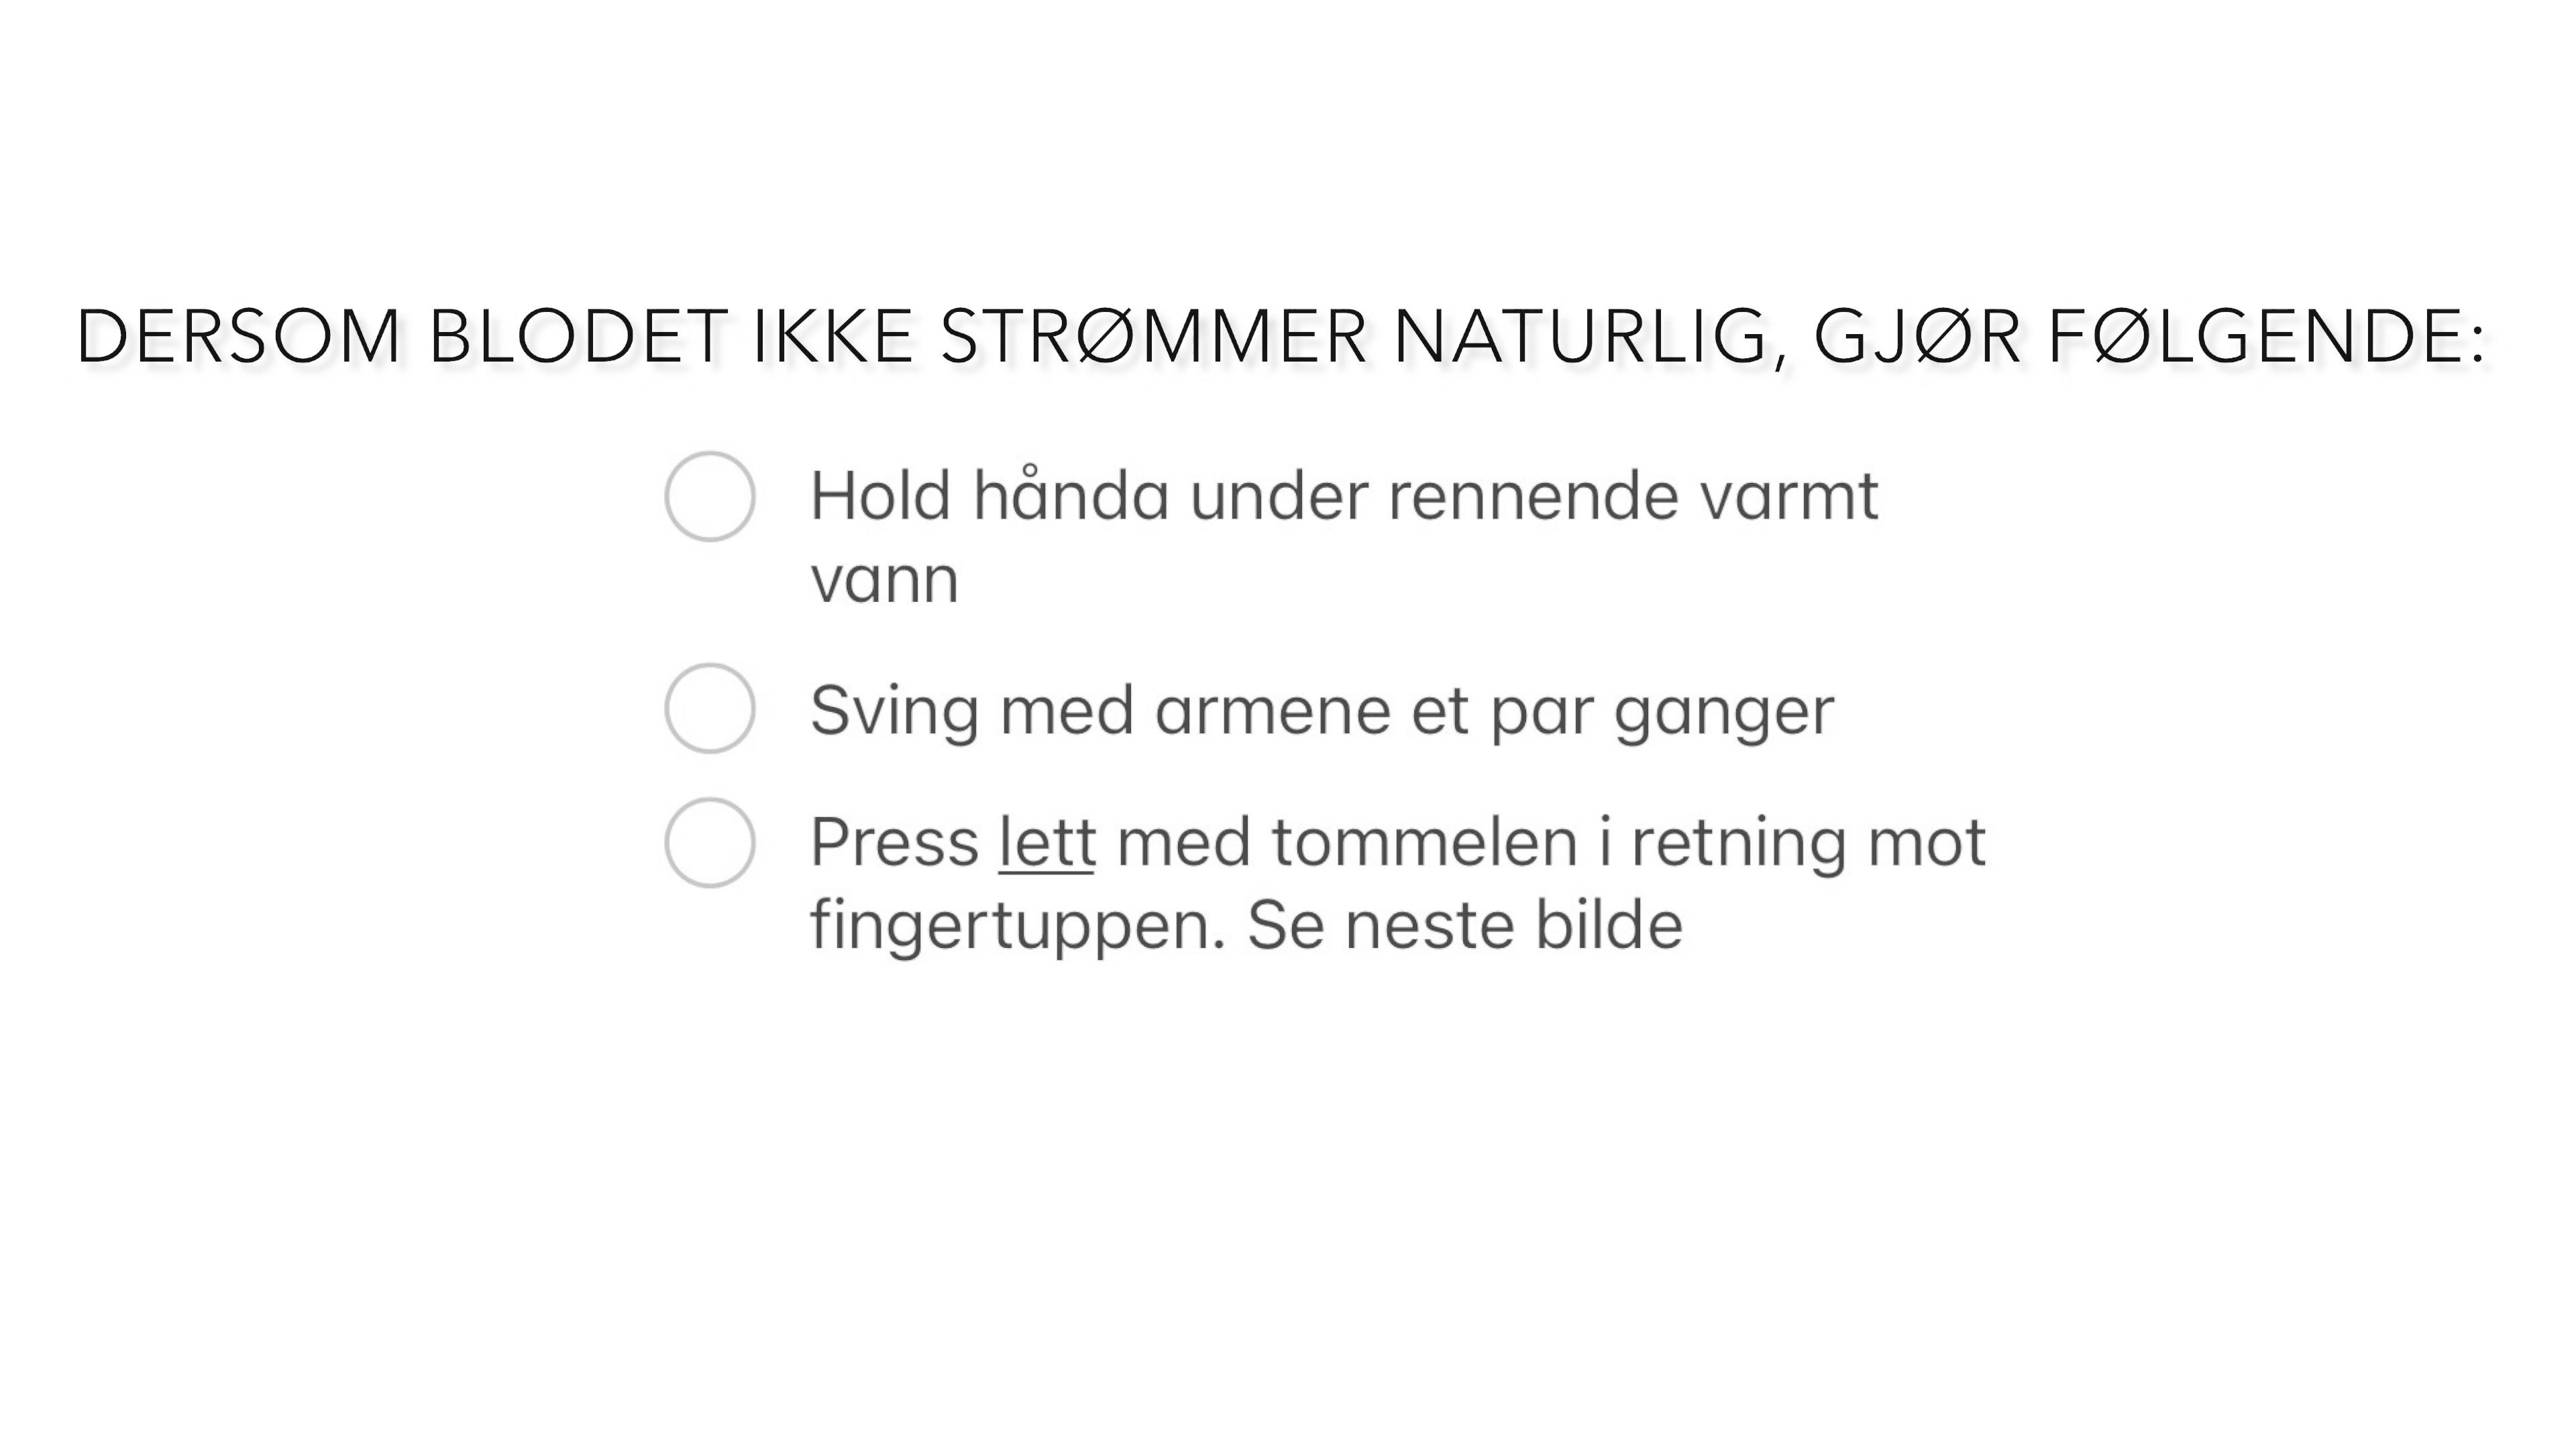 DERSOM BLODET IKKE STRØMMER NATURLIG, GJØR FØLGENDE:
Hold hånda under rennende varmt
vann
Sving med armene et par ganger
Press lett med tommelen i retning mot
fingertuppen. Se neste bilde